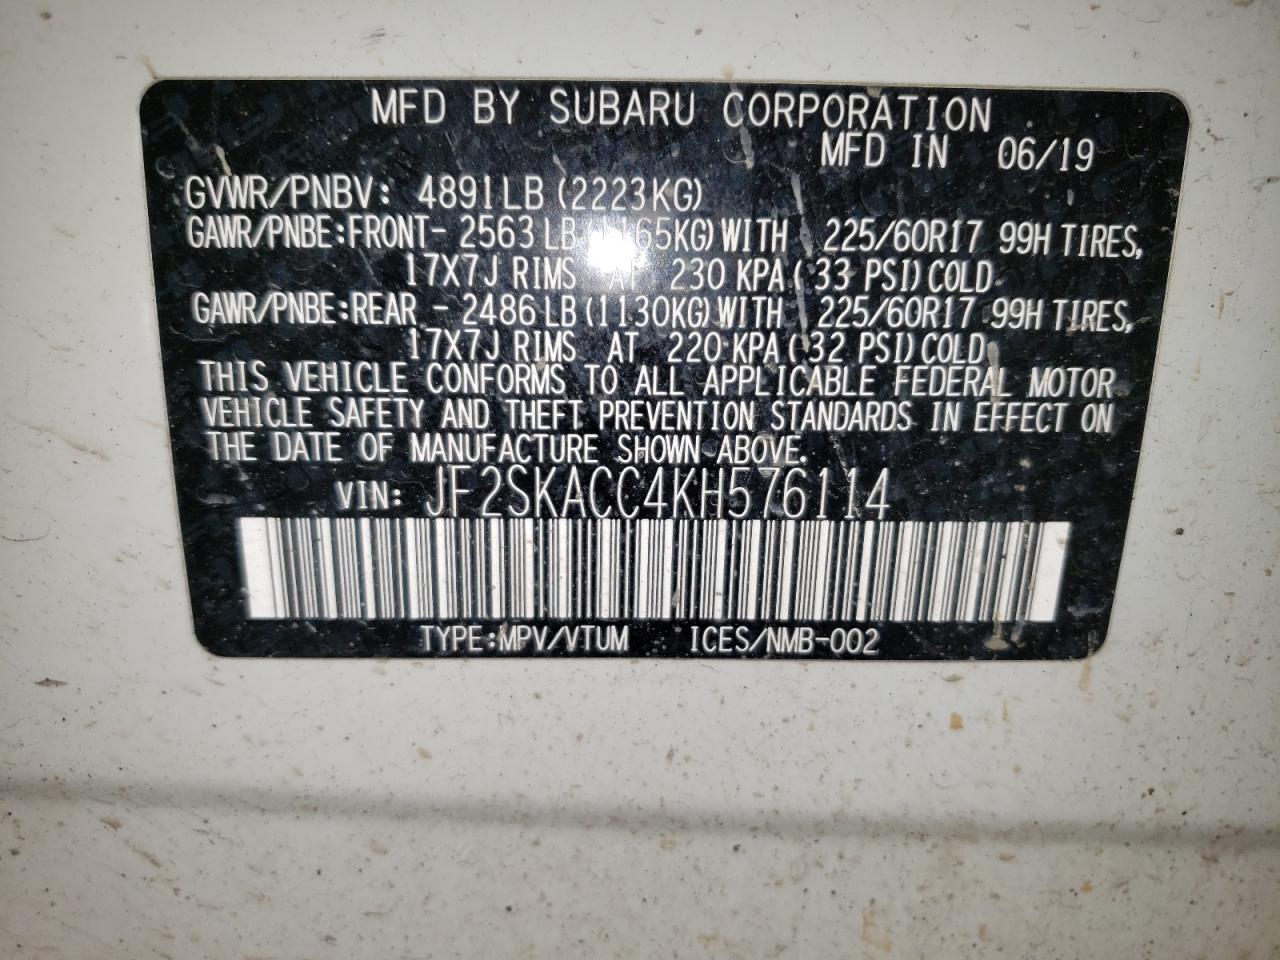 MFD BY SUBARU CORPORATION
MFD IN 06/19
GVWR/PNBV: 4891LB (2223KG)
GAWR/PNBE:FRONT- 2563 LB WITH 225/60R17 99H TIRES,
17X7J RIMS AT 230 KPA( 33 PSI)COLD
GAWR/PNBE:REAR - 2486 LB(1130KG)WITH 225/60R17 99H TIRES,
17X7J RIMS AT 220 KPA( 32 PSI)COLD
THIS VEHICLE CONFORMS TO ALL APPLICABLE FEDERAL MOTOR
VEHICLE SAFETY AND THEFT PREVENTION STANDARDS IN EFFECT ON
THE DATE OF MANUFACTURE SHOWN ABOVE.
VIN: JF2SKACC4KH576114
TYPE:MPV/VTUM ICES/NMB-002